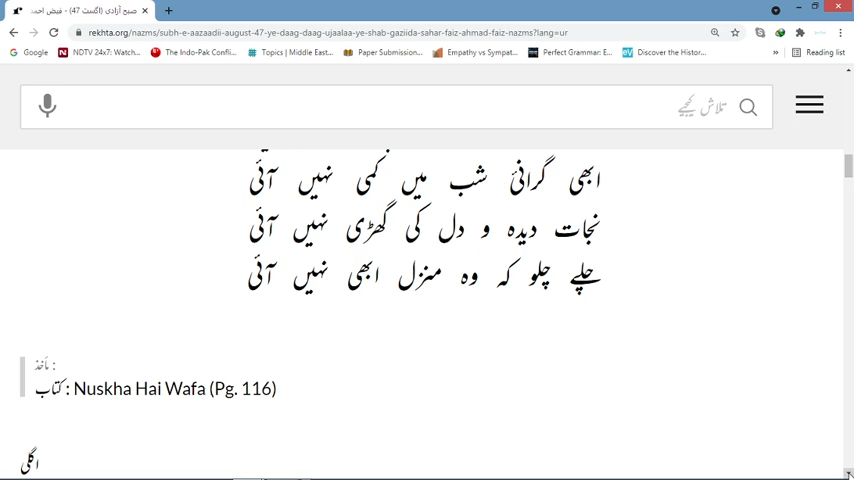 صبح آزادی (اگست 47) - فیض احمد
rekhta.org/nazms/subh-e-aazaadii-august-47-ye-daag-daag-ujaalaa-ye-shab-gaziida-sahar-faiz-ahmad-faiz-nazms?lang=ur
Google NDTV 24x7: Watch... The Indo-Pak Confli... Topics | Middle East... Paper Submission... Empathy vs Sympat... Perfect Grammar: E... Discover the Histor... » Reading list
تلاش کیجیے
ابھی گرانیٔ شب میں کمی نہیں آئی
نجات دیدہ و دل کی گھڑی نہیں آئی
چلے چلو کہ وہ منزل ابھی نہیں آئی
مأخذ :
کتاب : Nuskha Hai Wafa (Pg. 116)
اگلی